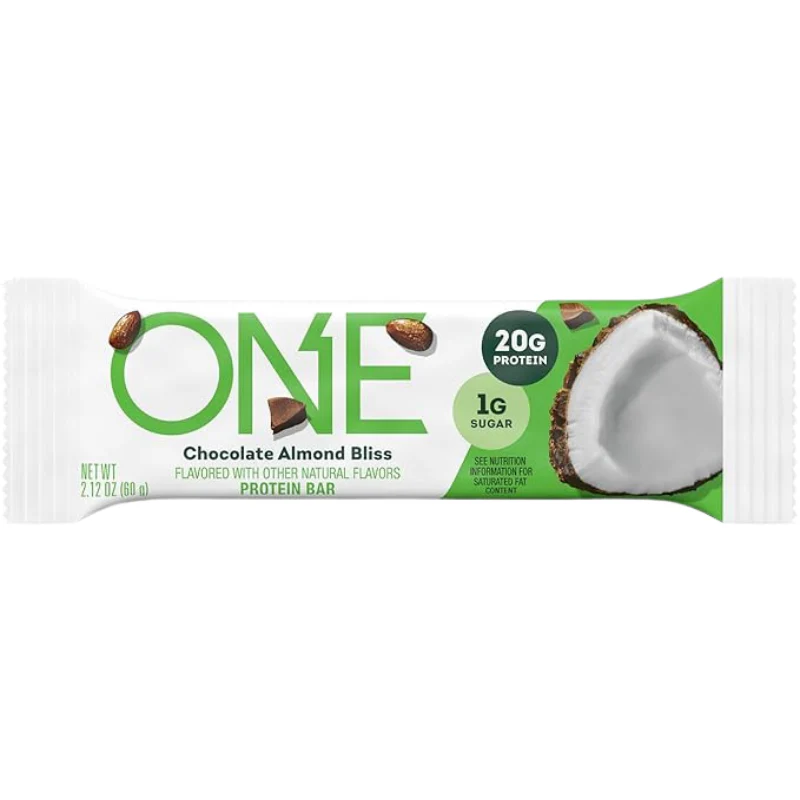 ONE
Chocolate Almond Bliss
FLAVORED WITH OTHER NATURAL FLAVORS
PROTEIN BAR
NET WT
2.12 OZ (60 g)
20G
PROTEIN
1G
SUGAR
SEE NUTRITION
INFORMATION FOR
SATURATED FAT
CONTENT